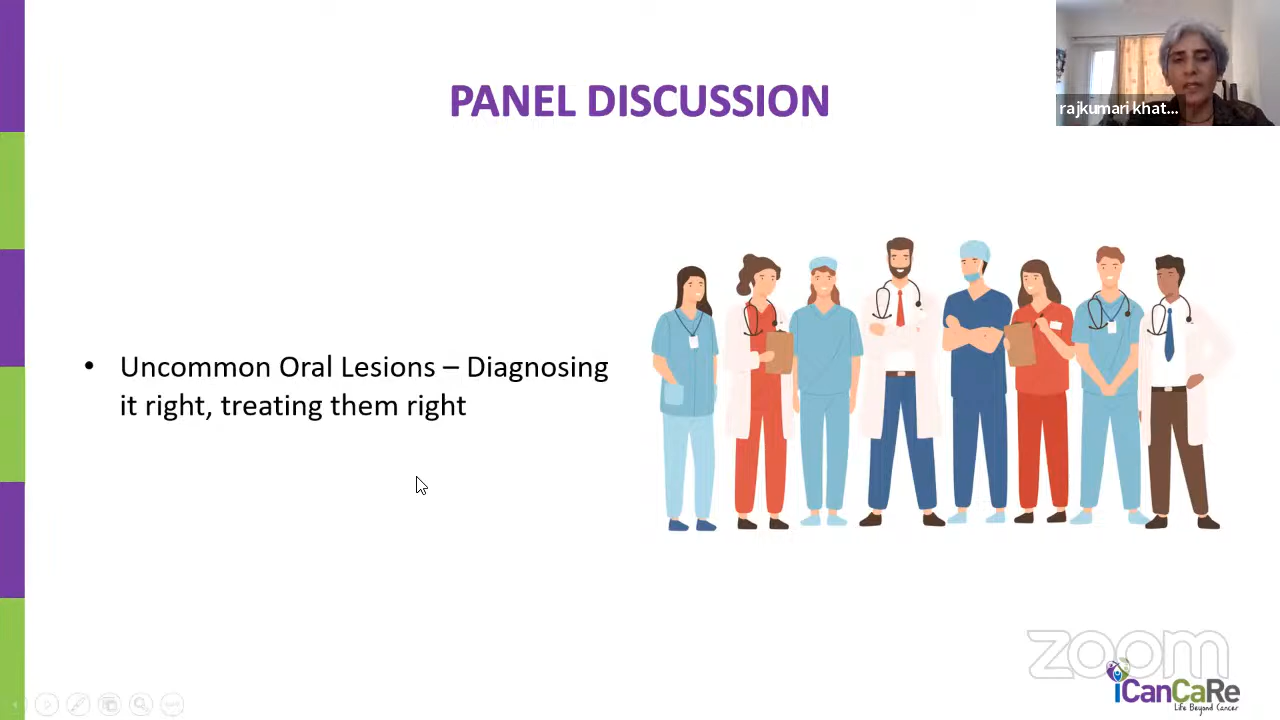 PANEL DISCUSSION
rajkumari khat...
• Uncommon Oral Lesions – Diagnosing
it right, treating them right
zoom
iCanCaRe
Life Beyond Cancer